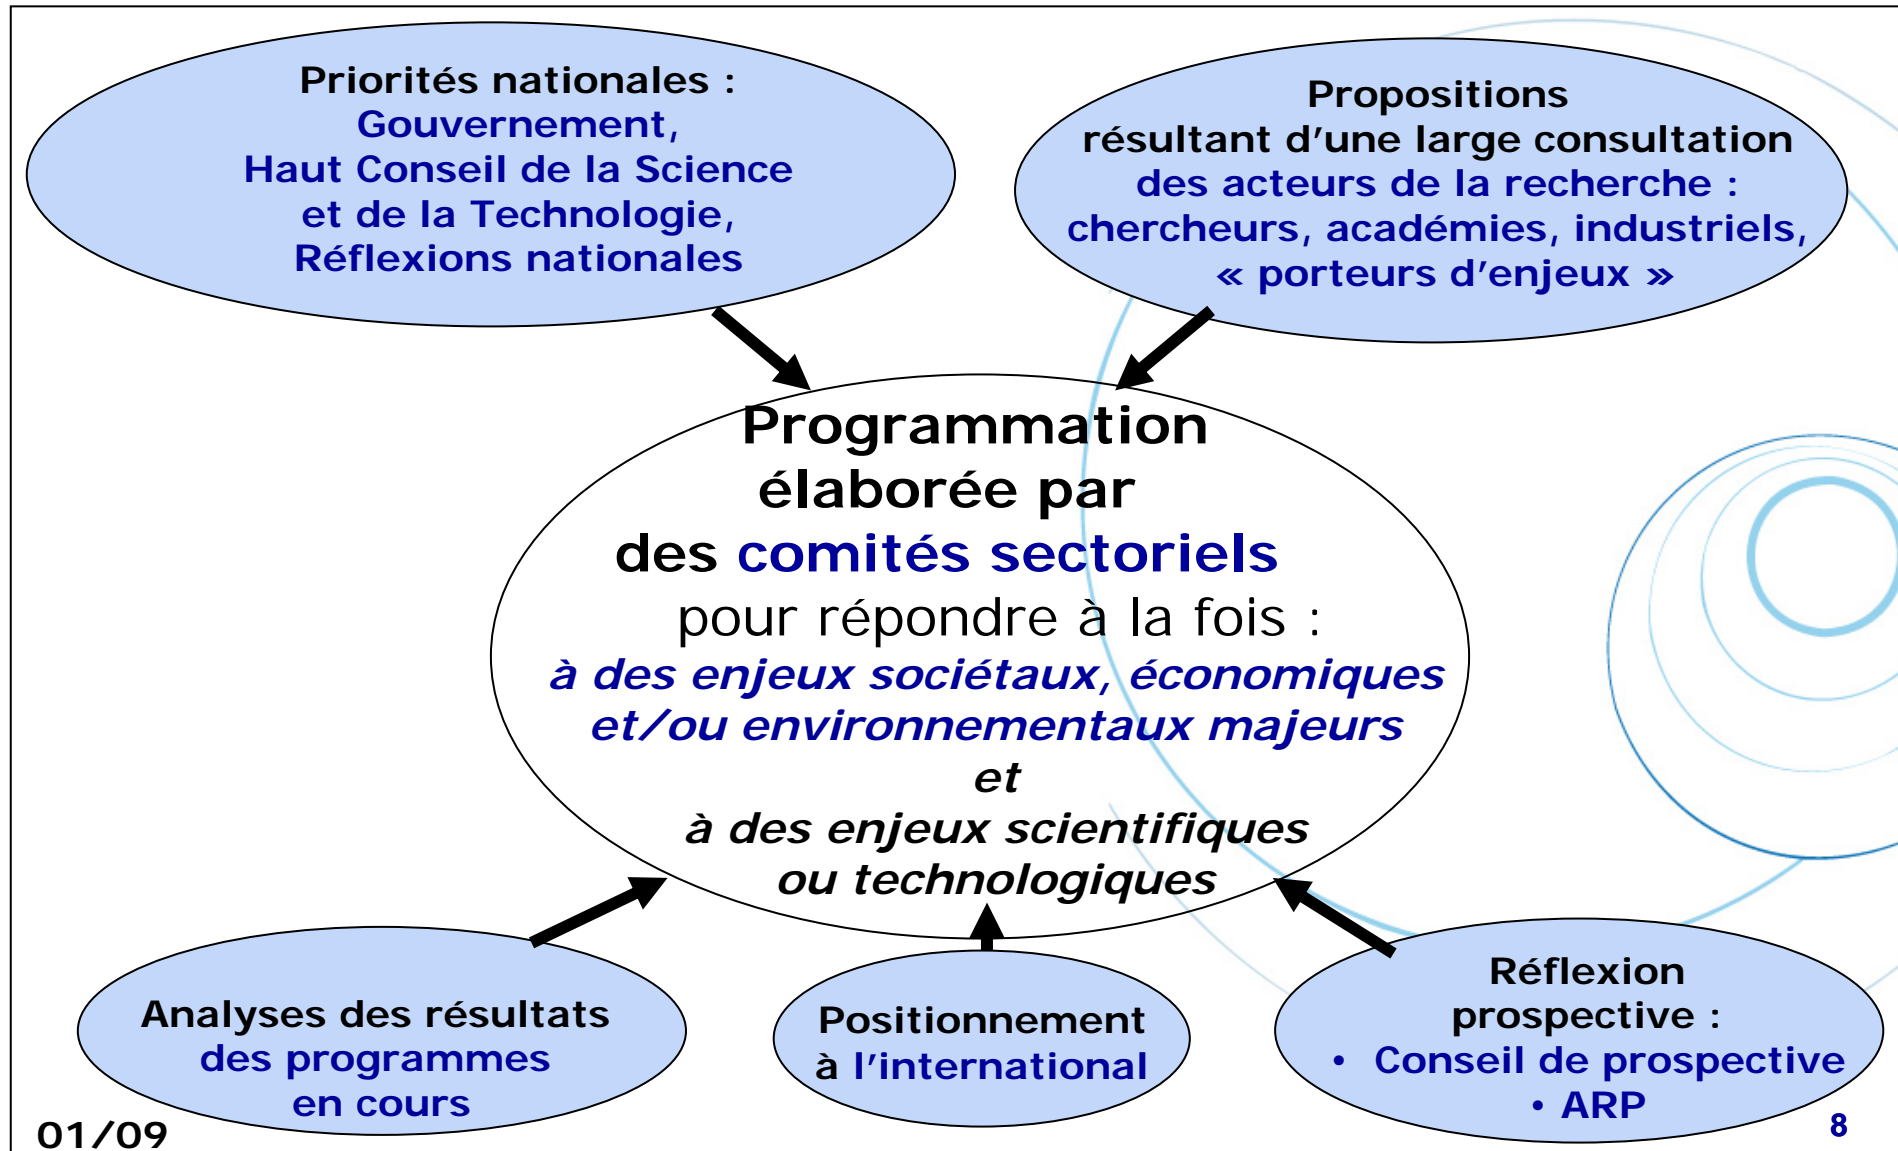 Priorités nationales :
Gouvernement,
Haut Conseil de la Science
et de la Technologie,
Réflexions nationales
Propositions
résultant d'une large consultation
des acteurs de la recherche :
chercheurs, académies, industriels,
« porteurs d'enjeux »
Programmation
élaborée par
des comités sectoriels
pour répondre à la fois :
à des enjeux sociétaux, économiques
et/ou environnementaux majeurs
et
à des enjeux scientifiques
ou technologiques
Analyses des résultats
des programmes
en cours
Positionnement
à l'international
Réflexion
prospective :
• Conseil de prospective
• ARP
01/09
8